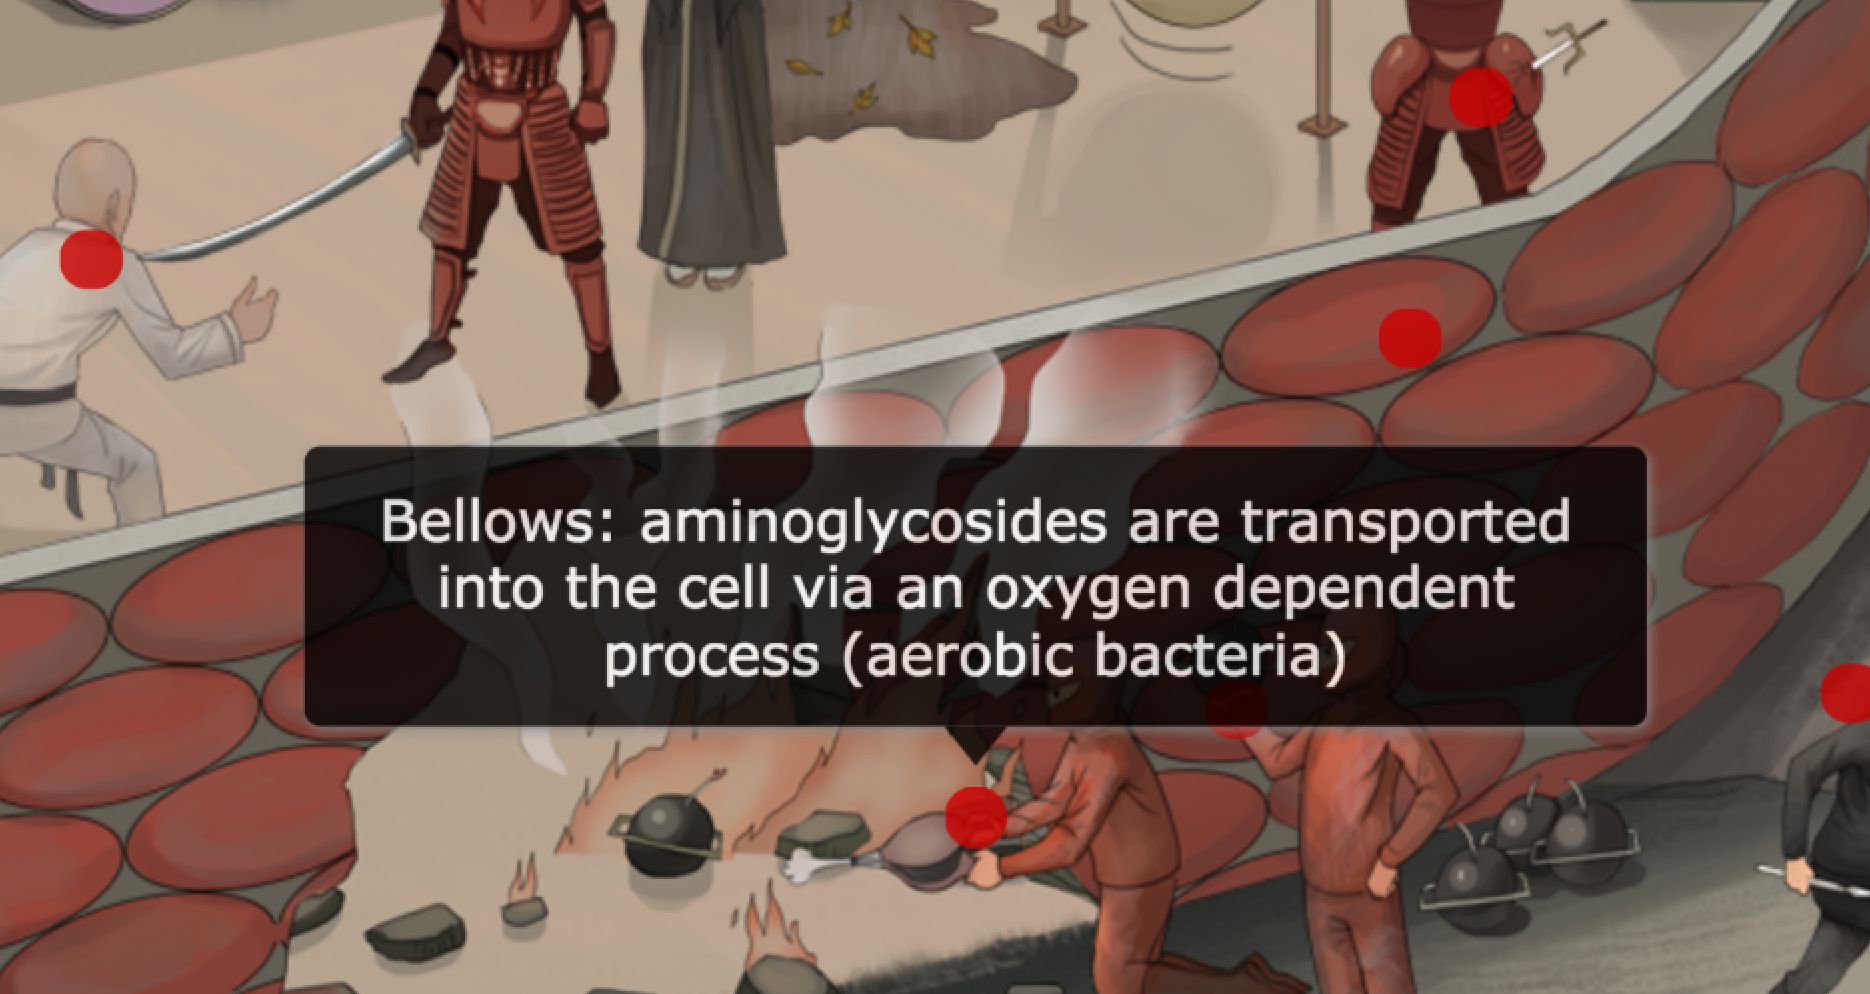 Bellows: aminoglycosides are transported
into the cell via an oxygen dependent
process (aerobic bacteria)